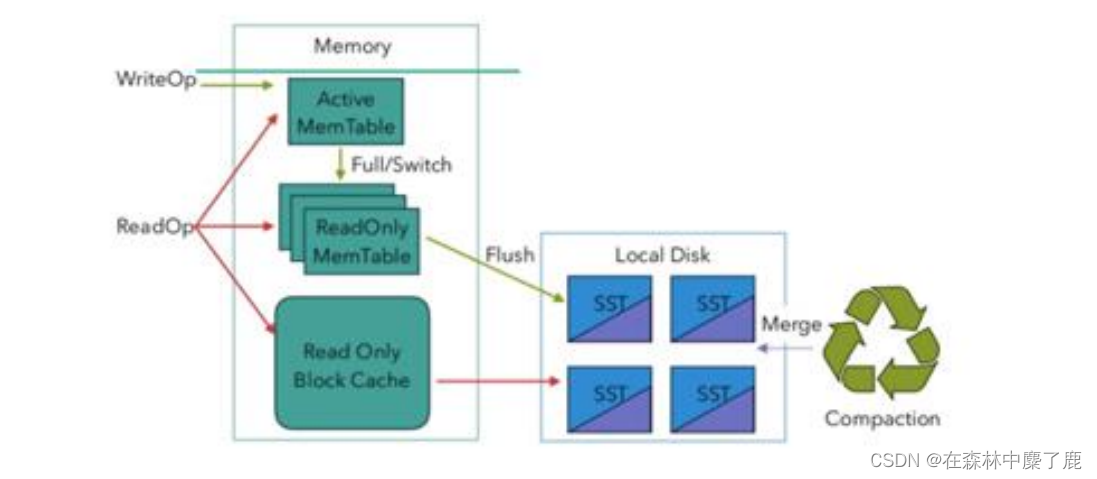 Memory
WriteOp
Active
MemTable
Full/Switch
ReadOp
ReadOnly
MemTable
Flush
Local Disk
SST
SST
Merge
Read Only
Block Cache
SST
SST
Compaction
CSDN @在森林中麋了鹿